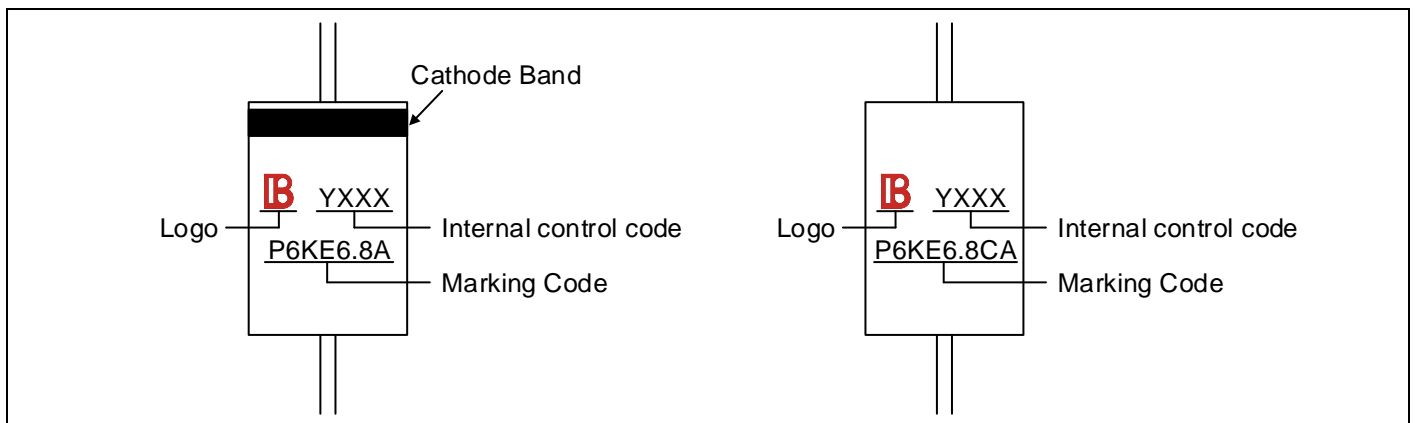 Cathode Band
B YXXX
Logo
Internal control code
P6KE6.8A
Marking Code
B YXXX
Logo
Internal control code
P6KE6.8CA
Marking Code